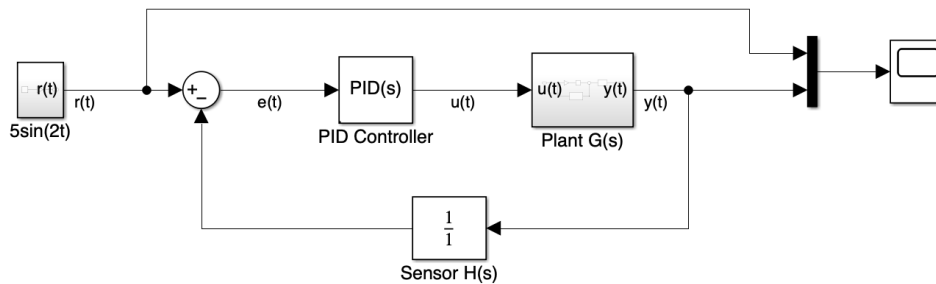 r(t)
r(t)
5sin(2t)
+
−
e(t)
PID(s)
PID Controller
u(t)
u(t)
y(t)
Plant G(s)
y(t)
1
1
Sensor H(s)